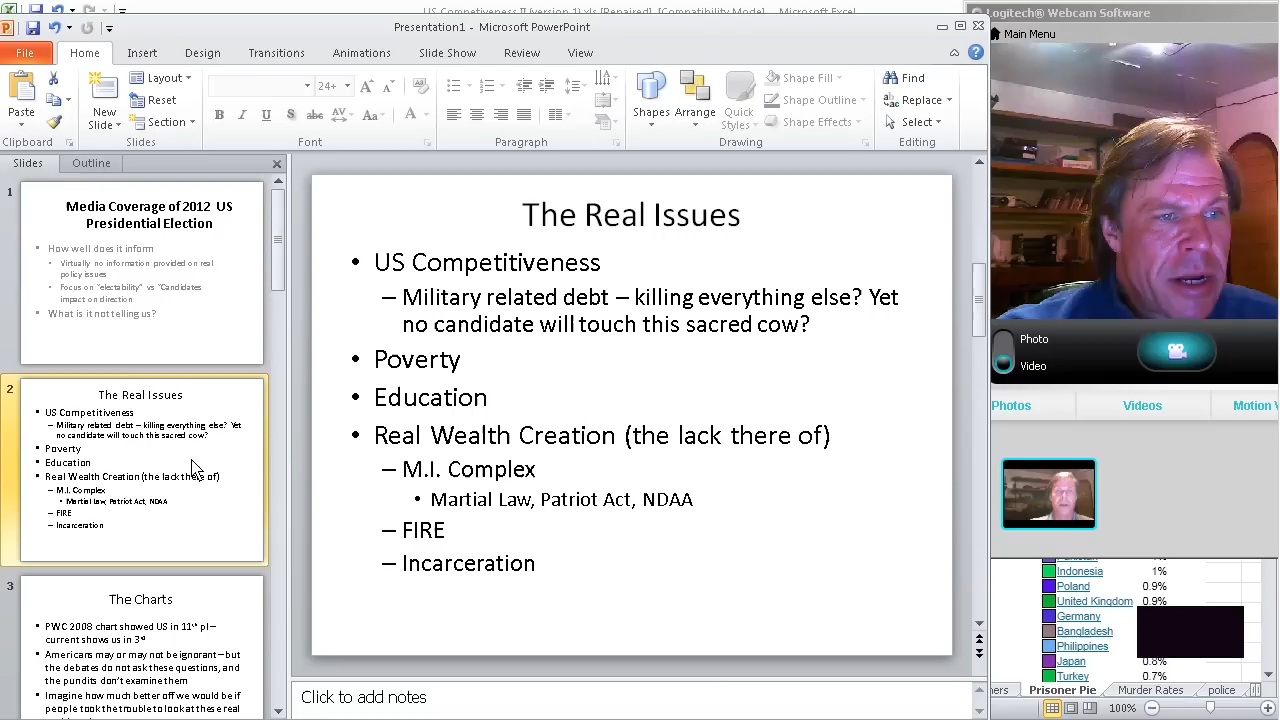 US Competiveness II (version 1).xls [Repaired] [Compatibility Mode] - Microsoft Excel
Logitech® Webcam Software
Presentation1 - Microsoft PowerPoint
Main Menu
File Home Insert Design Transitions Animations Slide Show Review View
Paste
New Slide
Layout
Reset
Section
24+
B I U S abc AV Aa A
Shapes Arrange Quick Styles
Shape Fill
Shape Outline
Shape Effects
Find
Replace
Select
Clipboard Slides Font Paragraph Drawing Editing
Slides Outline
1
Media Coverage of 2012 US
Presidential Election
• How well does it inform
• Virtually no information provided on real
policy issues
• Focus on "electability" vs "Candidates
impact on direction
• What is it not telling us?
2
The Real Issues
• US Competitiveness
– Military related debt – killing everything else? Yet
no candidate will touch this sacred cow?
• Poverty
• Education
• Real Wealth Creation (the lack there of)
– M.I. Complex
• Martial Law, Patriot Act, NDAA
– FIRE
– Incarceration
3
The Charts
• PWC 2008 chart showed US in 11th pl –
current shows us in 3rd
• Americans may or may not be ignorant – but
the debates do not ask these questions, and
the pundits don't examine them
• Imagine how much better off we would be if
people took the trouble to look at these real
The Real Issues
• US Competitiveness
– Military related debt – killing everything else? Yet
no candidate will touch this sacred cow?
• Poverty
• Education
• Real Wealth Creation (the lack there of)
– M.I. Complex
• Martial Law, Patriot Act, NDAA
– FIRE
– Incarceration
Click to add notes
Photo
Video
Photos Videos Motion
Indonesia 1%
Poland 0.9%
United Kingdom 0.9%
Germany
Bangladesh
Philippines
Japan 0.8%
Turkey 0.7%
Prisoner Pie Murder Rates police
100%